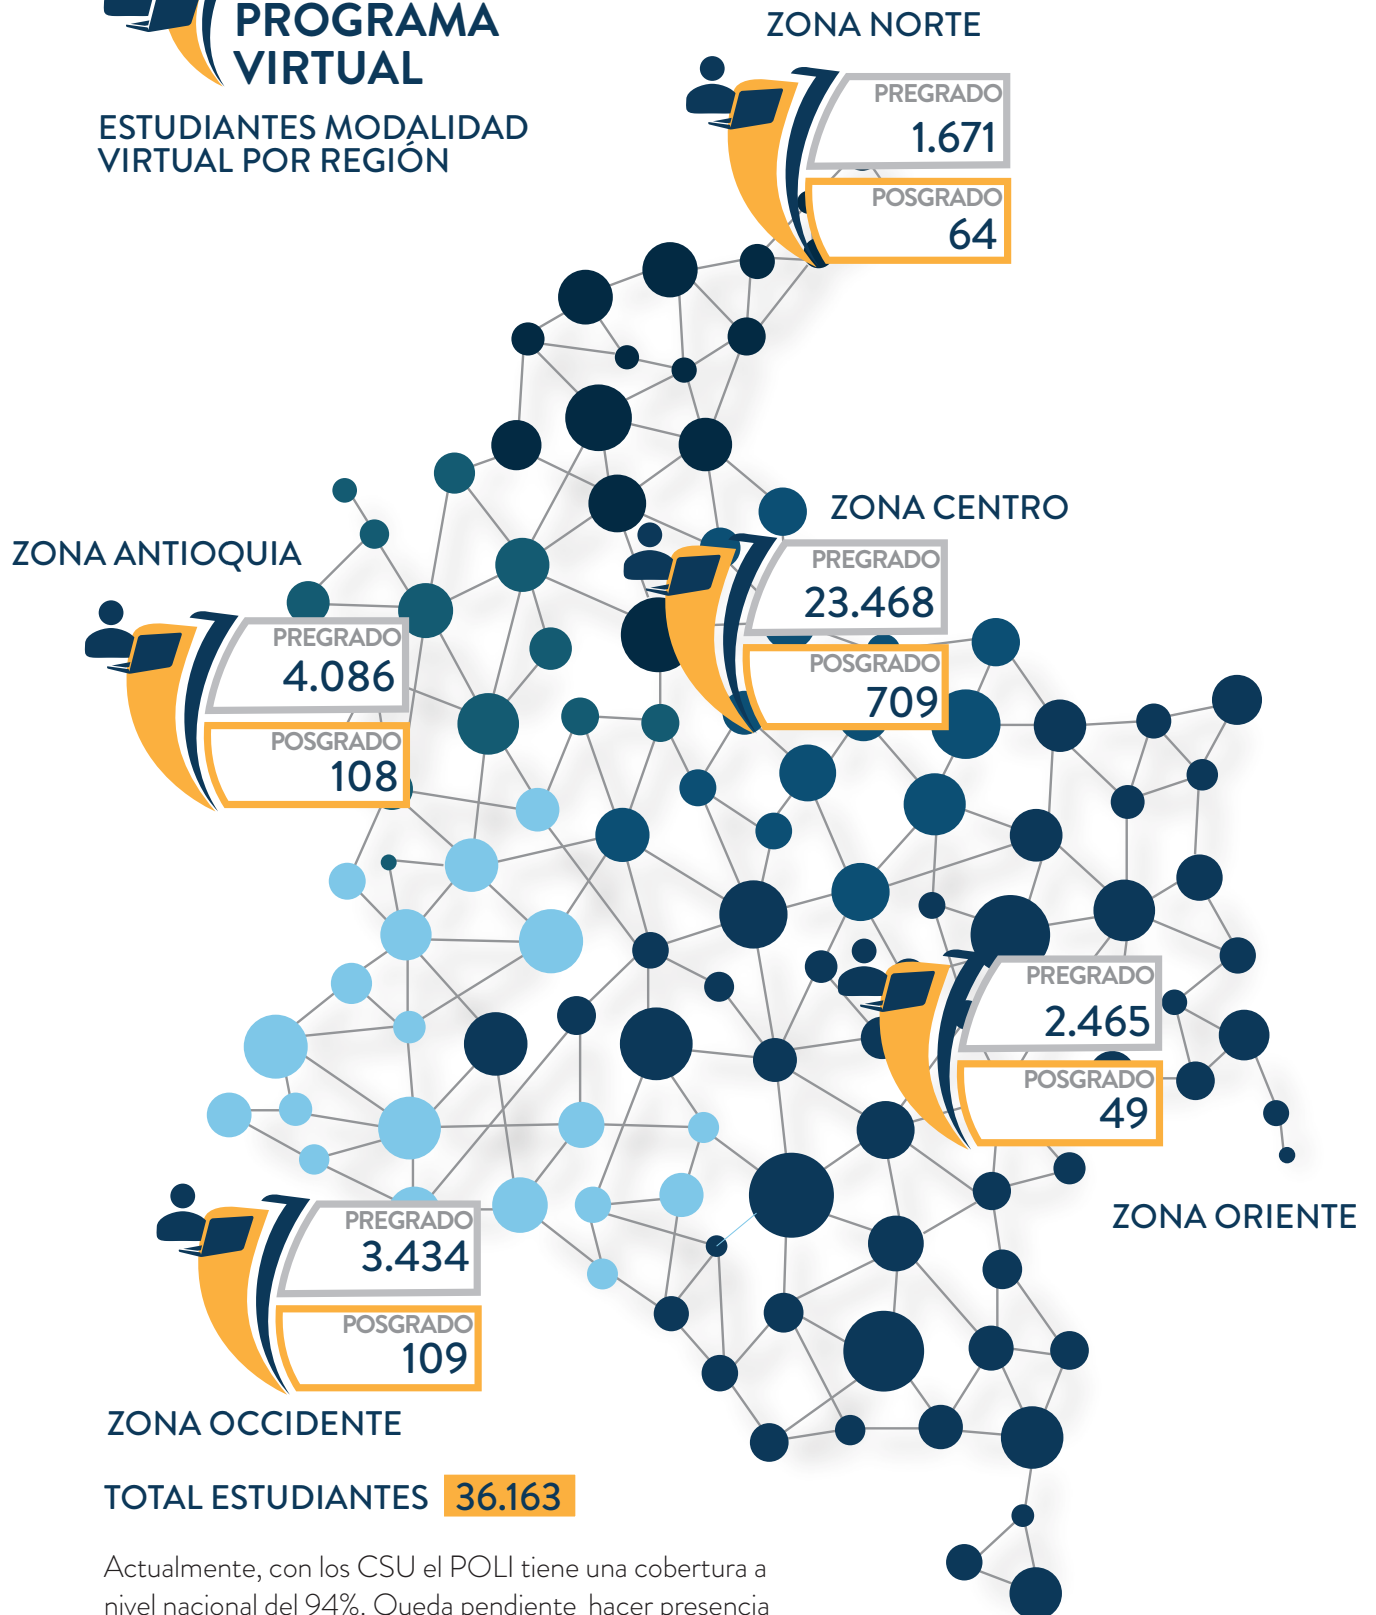 PROGRAMA
VIRTUAL
ESTUDIANTES MODALIDAD
VIRTUAL POR REGIÓN
ZONA NORTE
PREGRADO
1.671
POSGRADO
64
ZONA CENTRO
PREGRADO
23.468
POSGRADO
709
ZONA ANTIOQUIA
PREGRADO
4.086
POSGRADO
108
PREGRADO
2.465
POSGRADO
49
ZONA ORIENTE
PREGRADO
3.434
POSGRADO
109
ZONA OCCIDENTE
TOTAL ESTUDIANTES 36.163
Actualmente, con los CSU el POLI tiene una cobertura a
nivel nacional del 94%. Queda pendiente hacer presencia